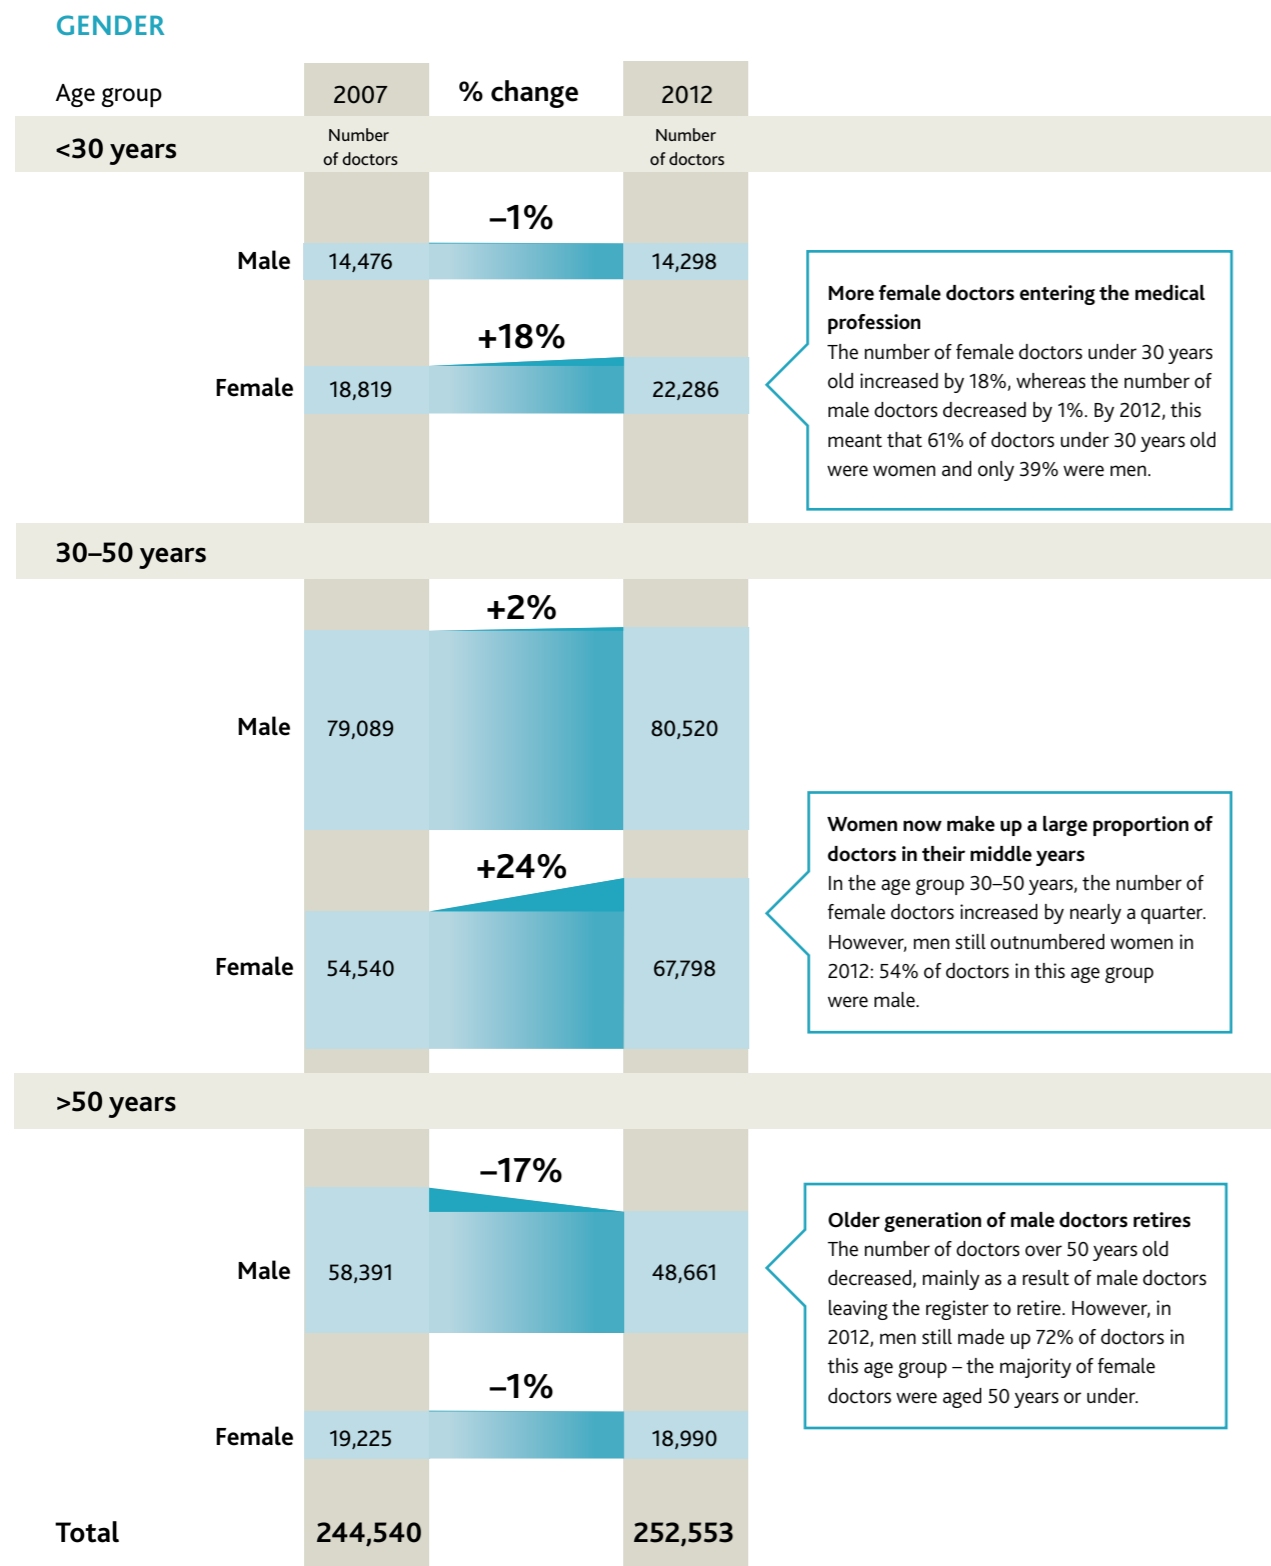 GENDER
Age group 2007 % change 2012
<30 years Number of doctors Number of doctors
–1%
Male 14,476 14,298
+18%
Female 18,819 22,286
More female doctors entering the medical
profession
The number of female doctors under 30 years
old increased by 18%, whereas the number of
male doctors decreased by 1%. By 2012, this
meant that 61% of doctors under 30 years old
were women and only 39% were men.
30–50 years
+2%
Male 79,089 80,520
+24%
Female 54,540 67,798
Women now make up a large proportion of
doctors in their middle years
In the age group 30–50 years, the number of
female doctors increased by nearly a quarter.
However, men still outnumbered women in
2012: 54% of doctors in this age group
were male.
>50 years
–17%
Male 58,391 48,661
–1%
Female 19,225 18,990
Older generation of male doctors retires
The number of doctors over 50 years old
decreased, mainly as a result of male doctors
leaving the register to retire. However, in
2012, men still made up 72% of doctors in
this age group – the majority of female
doctors were aged 50 years or under.
Total 244,540 252,553